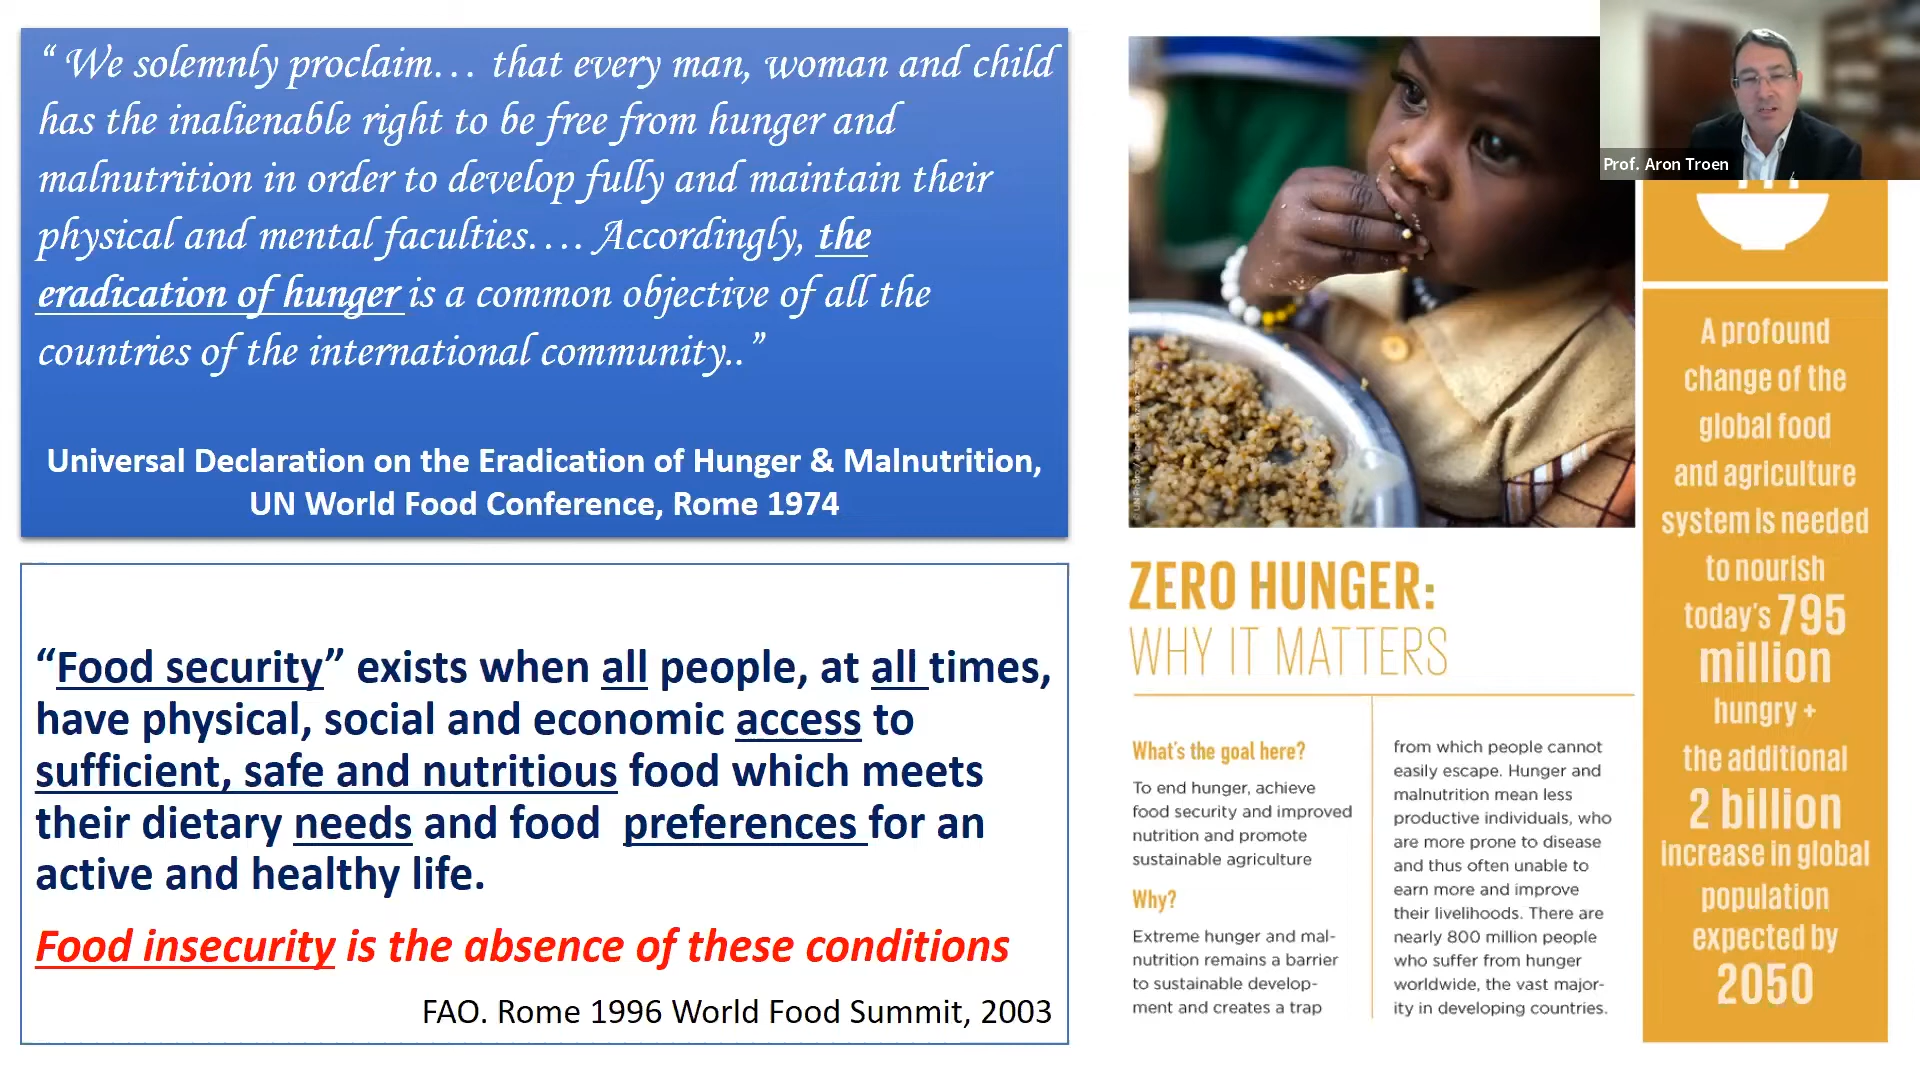 “ We solemnly proclaim… that every man, woman and child
has the inalienable right to be free from hunger and
malnutrition in order to develop fully and maintain their
physical and mental faculties…. Accordingly, the
eradication of hunger is a common objective of all the
countries of the international community..”
Universal Declaration on the Eradication of Hunger & Malnutrition,
UN World Food Conference, Rome 1974
“Food security” exists when all people, at all times,
have physical, social and economic access to
sufficient, safe and nutritious food which meets
their dietary needs and food preferences for an
active and healthy life.
Food insecurity is the absence of these conditions
FAO. Rome 1996 World Food Summit, 2003
Prof. Aron Troen
ZERO HUNGER:
WHY IT MATTERS
What's the goal here?
To end hunger, achieve
food security and improved
nutrition and promote
sustainable agriculture
Why?
Extreme hunger and mal-
nutrition remains a barrier
to sustainable develop-
ment and creates a trap
from which people cannot
easily escape. Hunger and
malnutrition mean less
productive individuals, who
are more prone to disease
and thus often unable to
earn more and improve
their livelihoods. There are
nearly 800 million people
who suffer from hunger
worldwide, the vast major-
ity in developing countries.
A profound
change of the
global food
and agriculture
system is needed
to nourish
today's 795
million
hungry +
the additional
2 billion
increase in global
population
expected by
2050